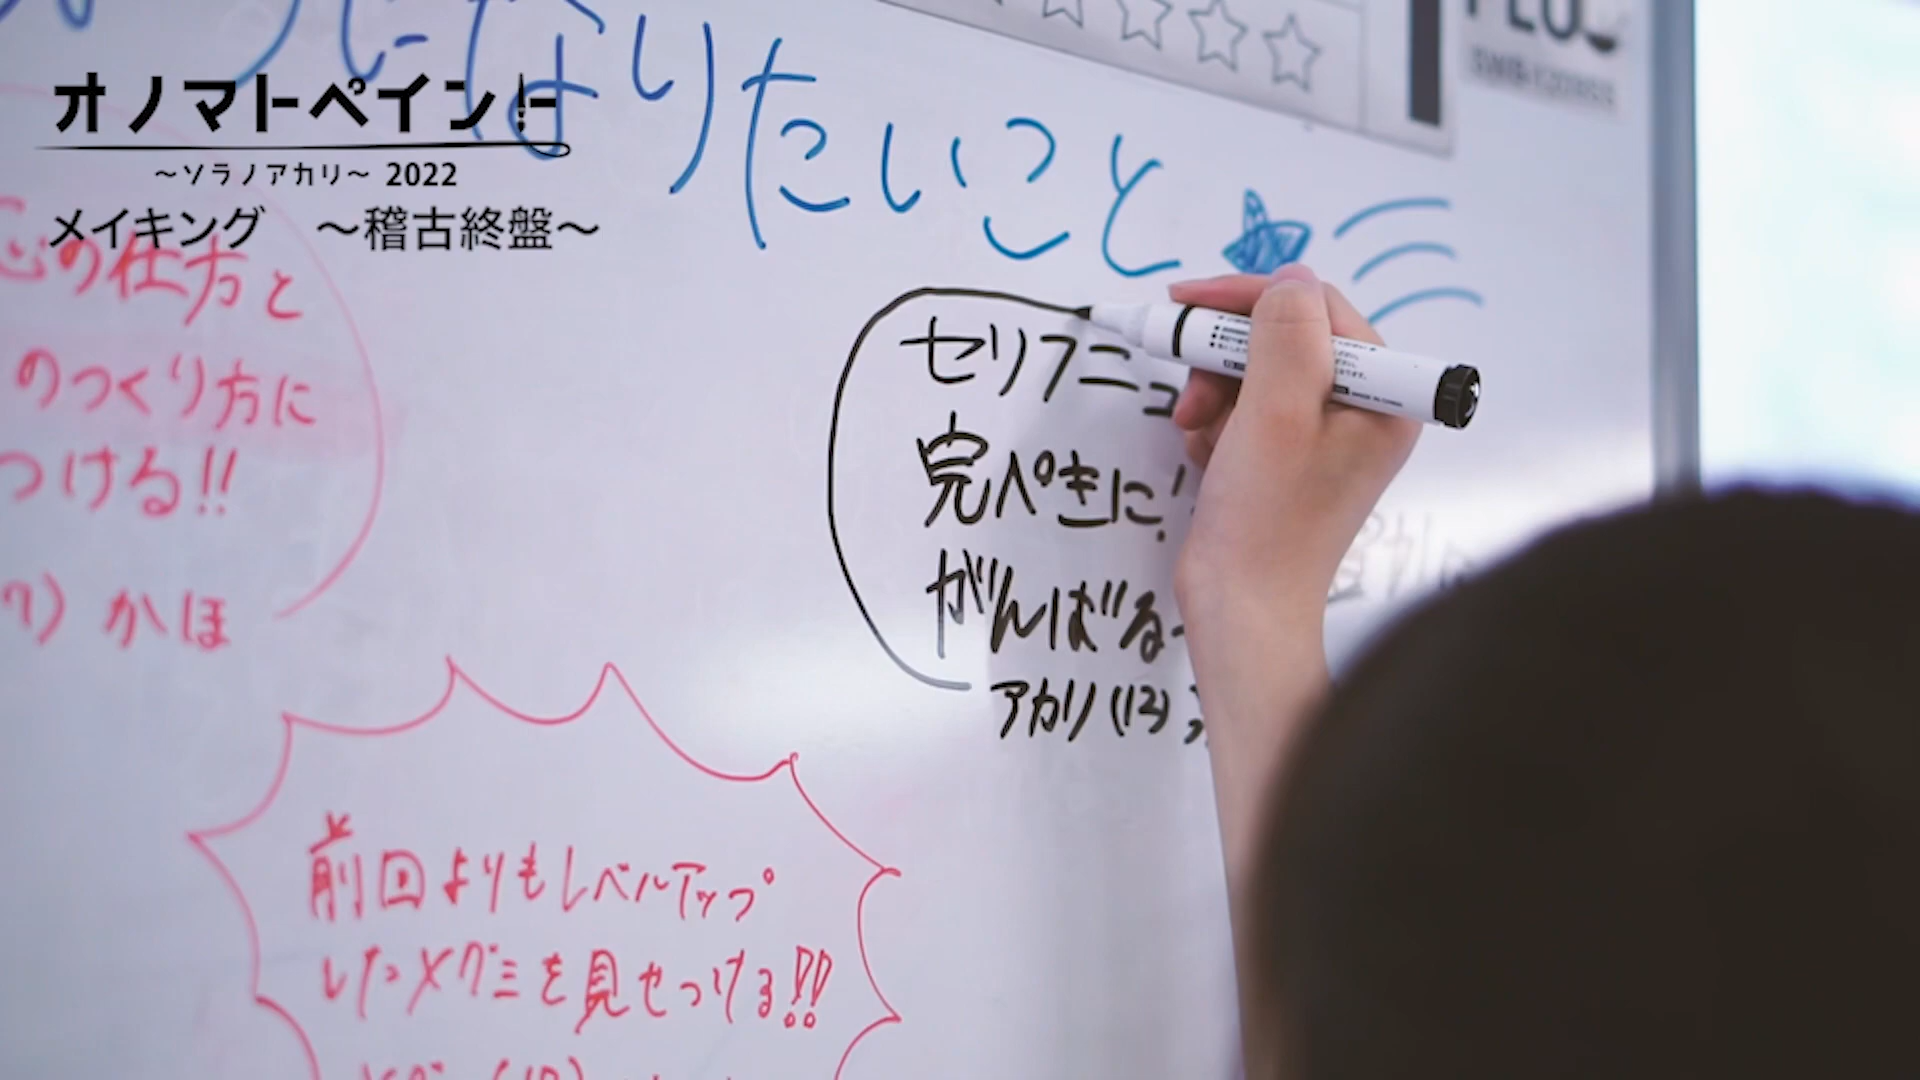 になりたいこと
オノマトペイント
～ソラノアカリ～ 2022
メイキング　～稽古終盤～
の仕方と
のつくり方に
つける!!
かほ
セリフニュ
完ぺきに!
がんばる
アカリ(12)
前回よりもレベルアップ
したメグミを見せつける!!